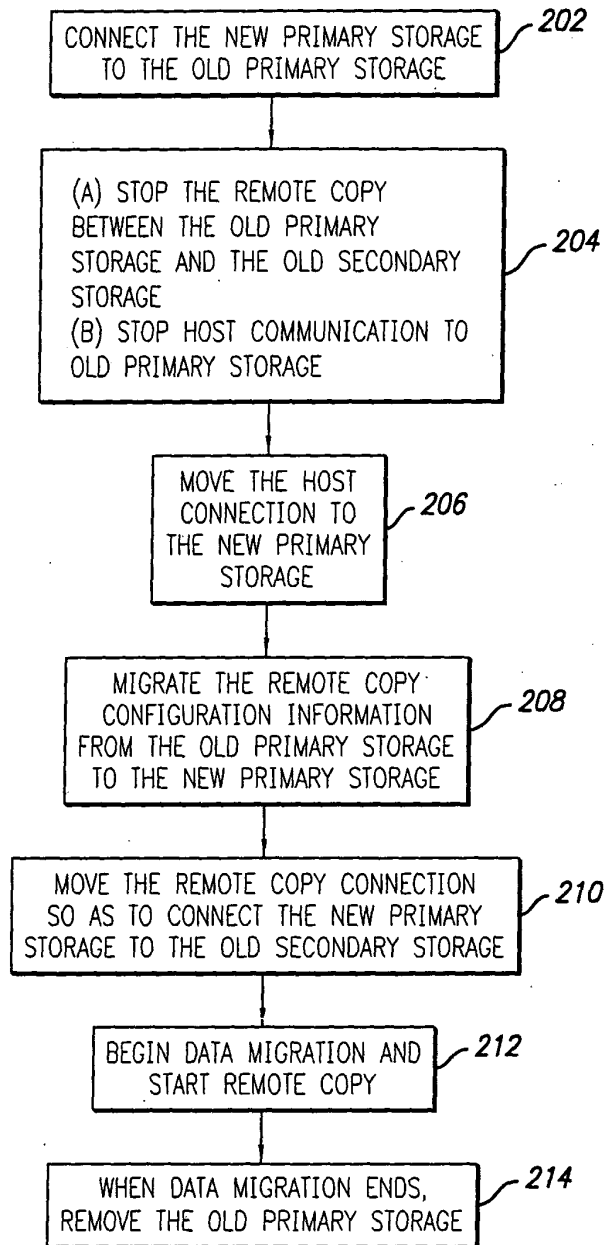 CONNECT THE NEW PRIMARY STORAGE
TO THE OLD PRIMARY STORAGE
202
(A) STOP THE REMOTE COPY
BETWEEN THE OLD PRIMARY
STORAGE AND THE OLD SECONDARY
STORAGE
(B) STOP HOST COMMUNICATION TO
OLD PRIMARY STORAGE
204
MOVE THE HOST
CONNECTION TO
THE NEW PRIMARY
STORAGE
206
MIGRATE THE REMOTE COPY
CONFIGURATION INFORMATION
FROM THE OLD PRIMARY STORAGE
TO THE NEW PRIMARY STORAGE
208
MOVE THE REMOTE COPY CONNECTION
SO AS TO CONNECT THE NEW PRIMARY
STORAGE TO THE OLD SECONDARY STORAGE
210
BEGIN DATA MIGRATION AND
START REMOTE COPY
212
WHEN DATA MIGRATION ENDS,
REMOVE THE OLD PRIMARY STORAGE
214